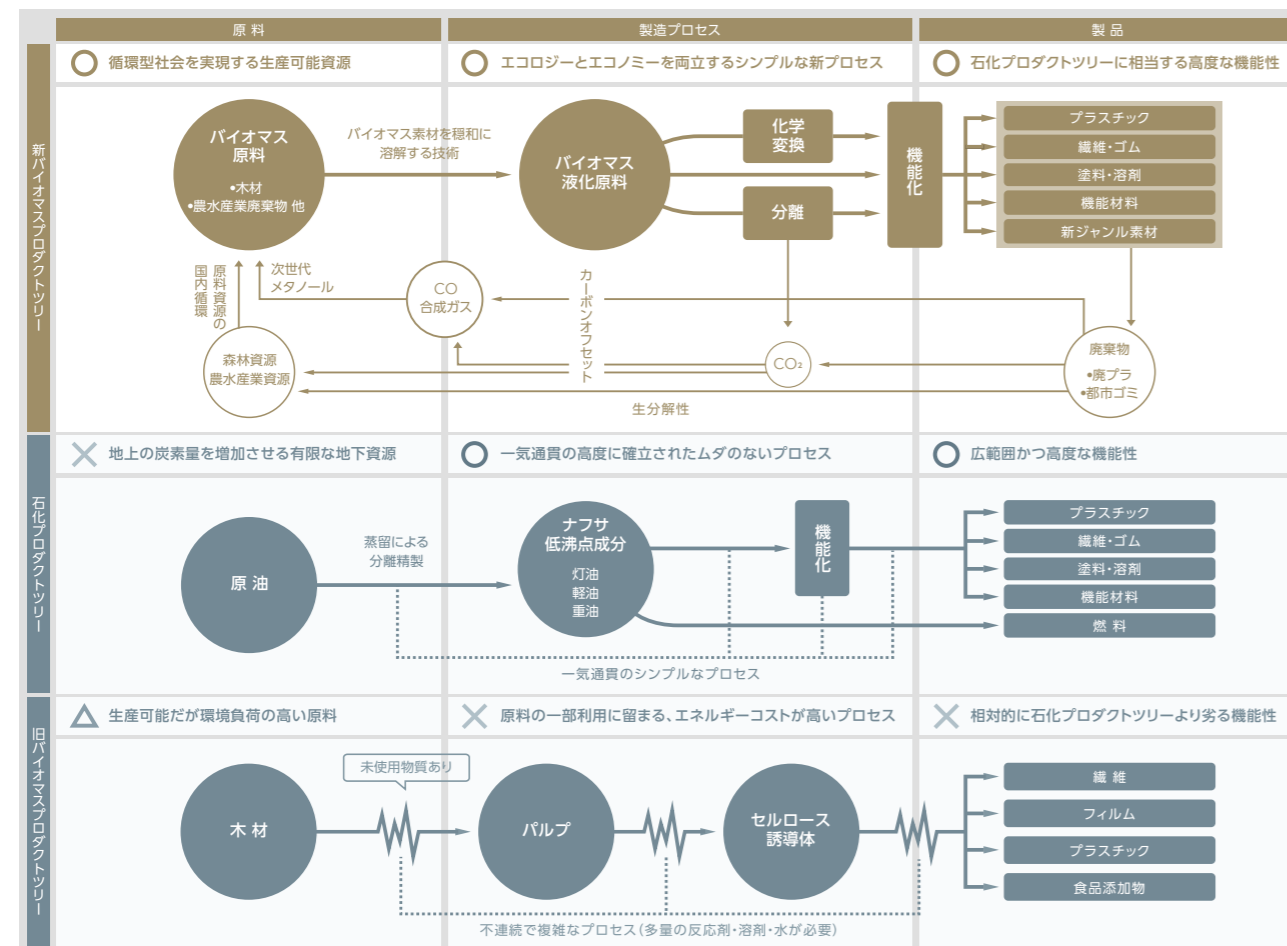 原 料
製造プロセス
製 品
新バイオマスプロダクトツリー
循環型社会を実現する生産可能資源
エコロジーとエコノミーを両立するシンプルな新プロセス
石化プロダクトツリーに相当する高度な機能性
バイオマス
原料
•木材
•農水産業廃棄物 他
バイオマス素材を穏和に
溶解する技術
バイオマス
液化原料
化学
変換
分離
機能化
プラスチック
繊維・ゴム
塗料・溶剤
機能材料
新ジャンル素材
原料資源の
国内循環
次世代
メタノール
CO
合成ガス
カーボンオフセット
森林資源
農水産業資源
CO₂
廃棄物
•廃プラ
•都市ゴミ
生分解性
石化プロダクトツリー
地上の炭素量を増加させる有限な地下資源
一気通貫の高度に確立されたムダのないプロセス
広範囲かつ高度な機能性
原 油
蒸留による
分離精製
ナフサ
低沸点成分
灯油
軽油
重油
機能化
プラスチック
繊維・ゴム
塗料・溶剤
機能材料
燃 料
一気通貫のシンプルなプロセス
旧バイオマスプロダクトツリー
生産可能だが環境負荷の高い原料
原料の一部利用に留まる、エネルギーコストが高いプロセス
相対的に石化プロダクトツリーより劣る機能性
木 材
未使用物質あり
パルプ
セルロース
誘導体
繊 維
フィルム
プラスチック
食品添加物
不連続で複雑なプロセス（多量の反応剤・溶剤・水が必要）